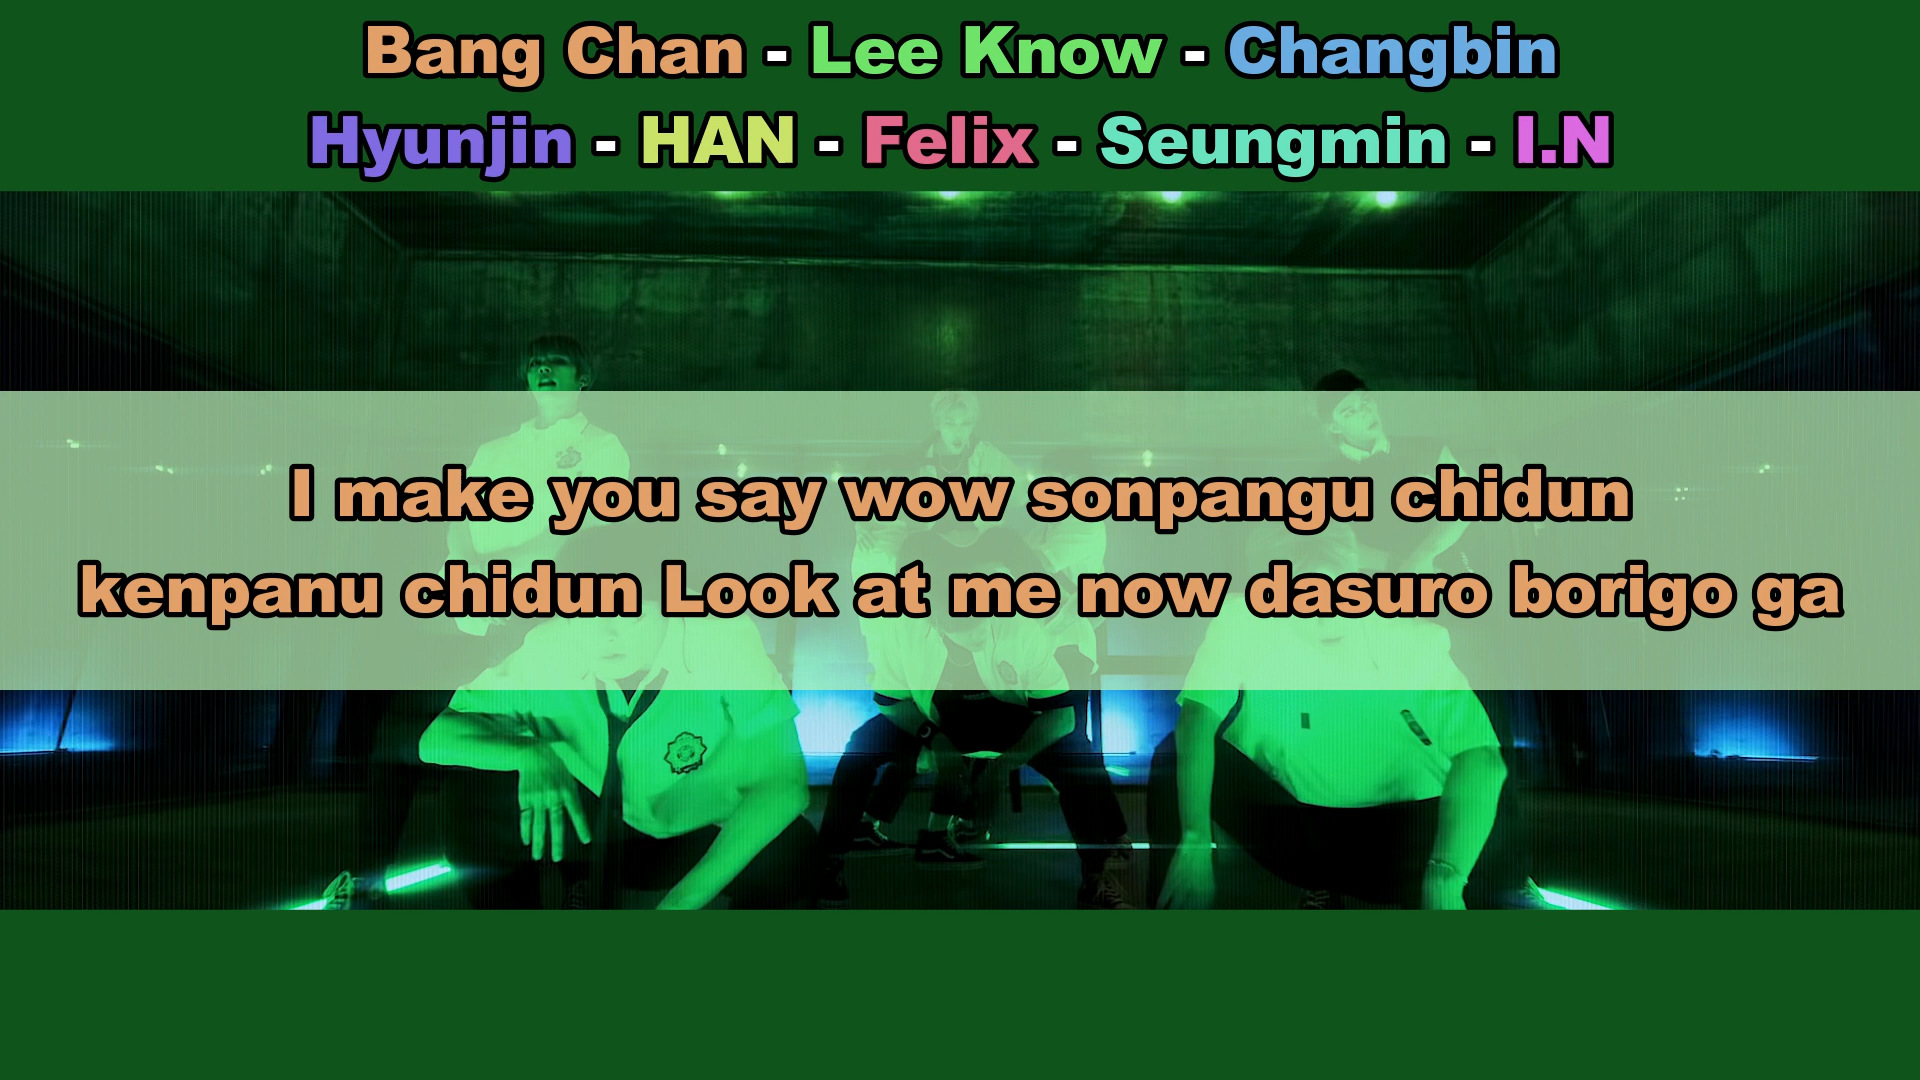 Bang Chan - Lee Know - Changbin
Hyunjin - HAN - Felix - Seungmin - I.N
I make you say wow sonpangu chidun
kenpanu chidun Look at me now dasuro borigo ga